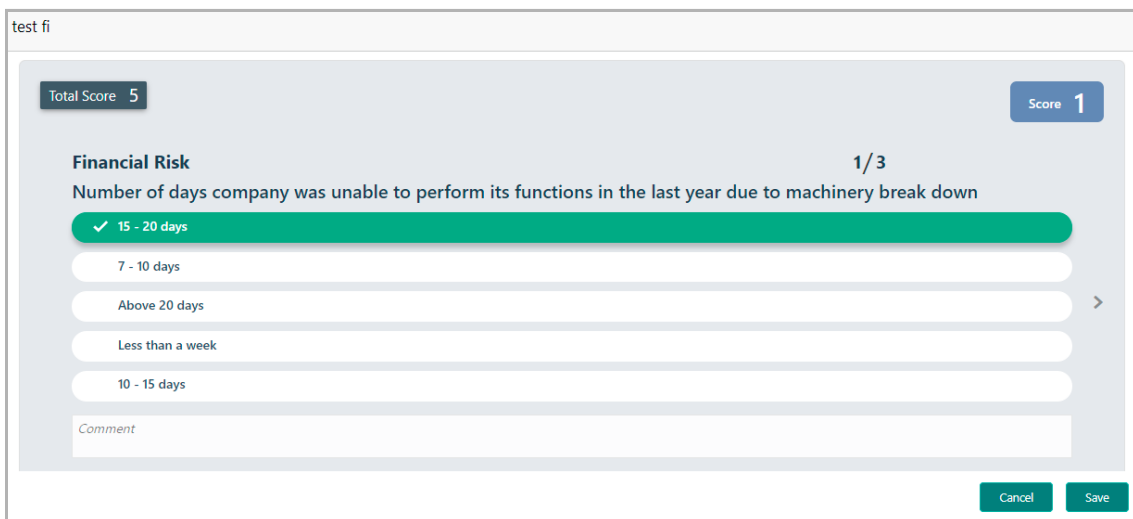 test fi
Total Score 5
Score 1
Financial Risk 1/3
Number of days company was unable to perform its functions in the last year due to machinery break down
15 - 20 days
7 - 10 days
Above 20 days
Less than a week
10 - 15 days
Comment
Cancel Save